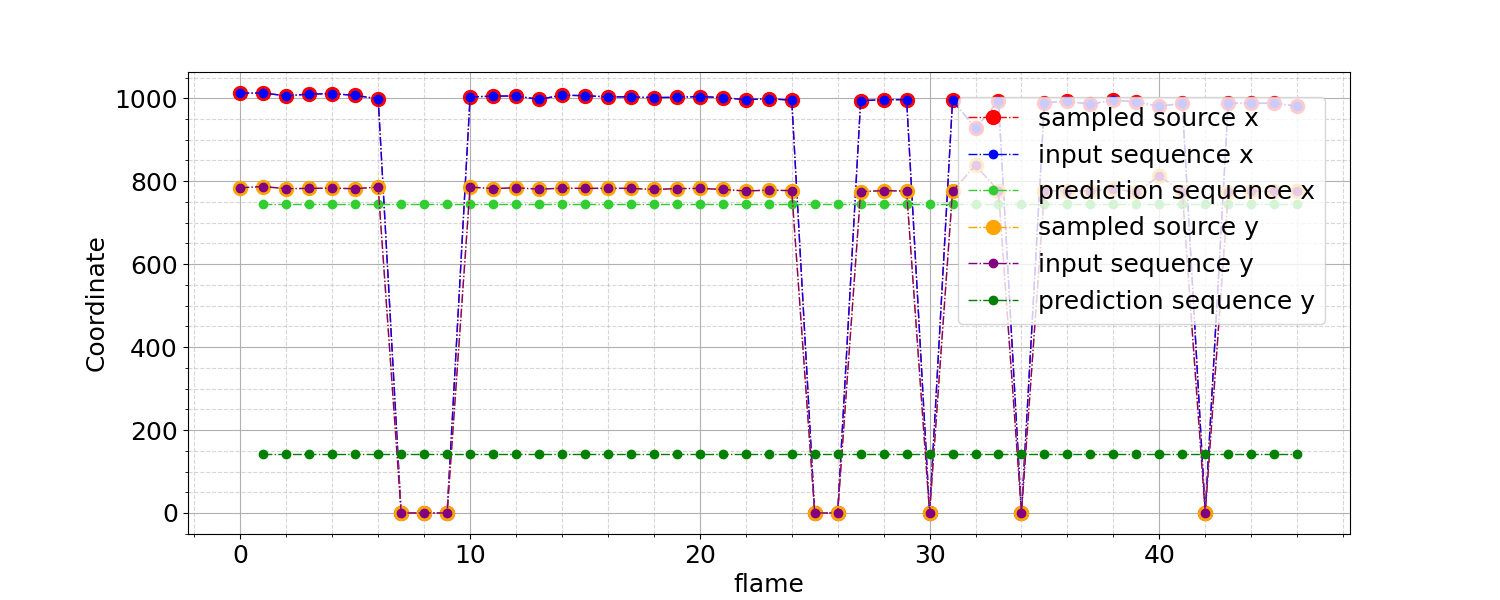 1000
800
600
400
200
0
Coordinate
0 10 20 30 40
flame
sampled source x
input sequence x
prediction sequence x
sampled source y
input sequence y
prediction sequence y